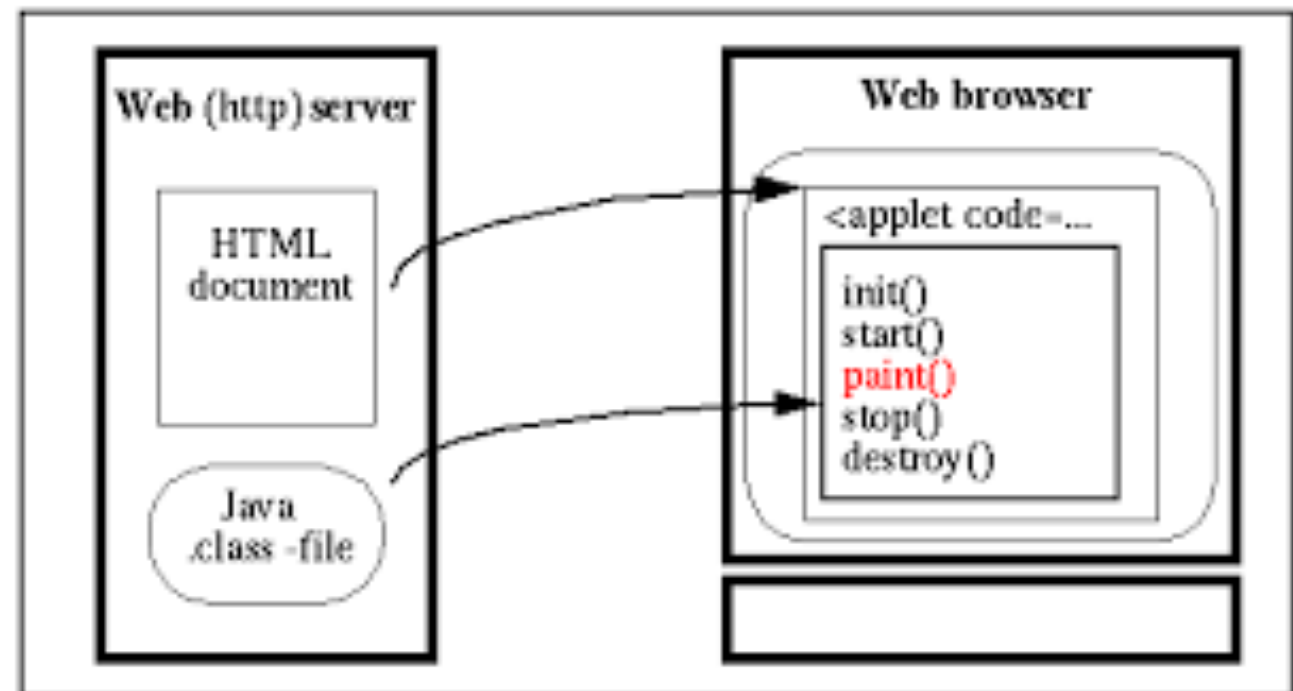 Web (http) server
HTML
document
Java
.class -file
Web browser
<applet code=...
init()
start()
paint()
stop()
destroy()